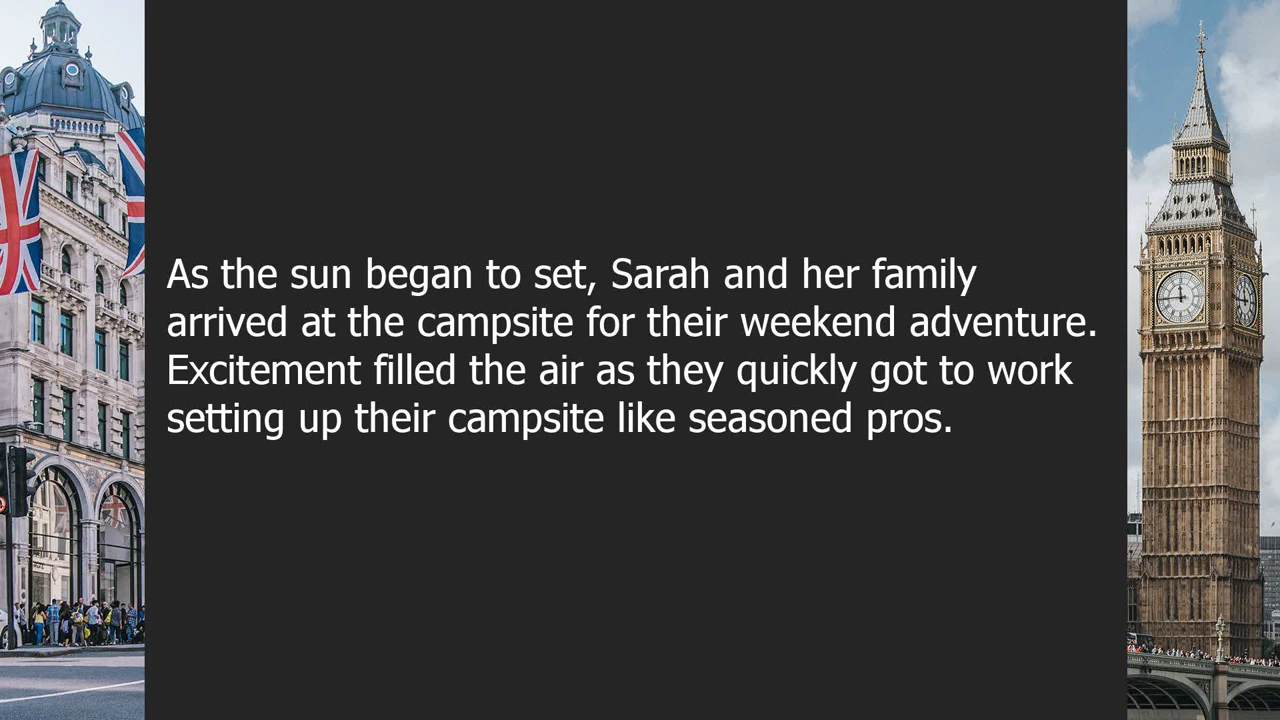 As the sun began to set, Sarah and her family
arrived at the campsite for their weekend adventure.
Excitement filled the air as they quickly got to work
setting up their campsite like seasoned pros.